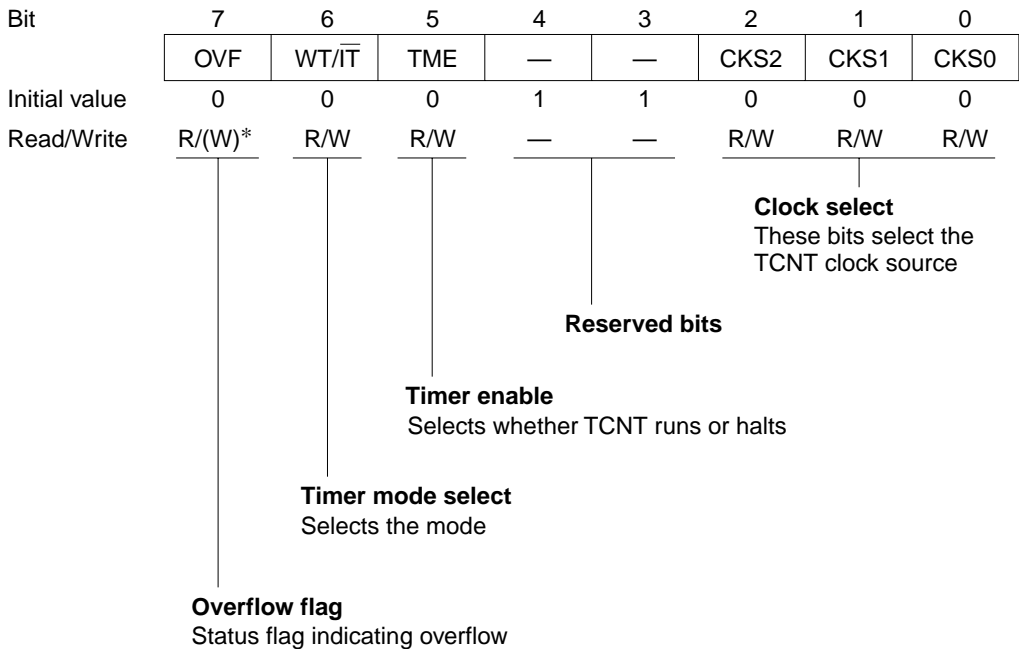 Bit 7 6 5 4 3 2 1 0
OVF WT/I̅T̅ TME — — CKS2 CKS1 CKS0
Initial value 0 0 0 1 1 0 0 0
Read/Write R/(W)* R/W R/W — — R/W R/W R/W
Clock select
These bits select the
TCNT clock source
Reserved bits
Timer enable
Selects whether TCNT runs or halts
Timer mode select
Selects the mode
Overflow flag
Status flag indicating overflow